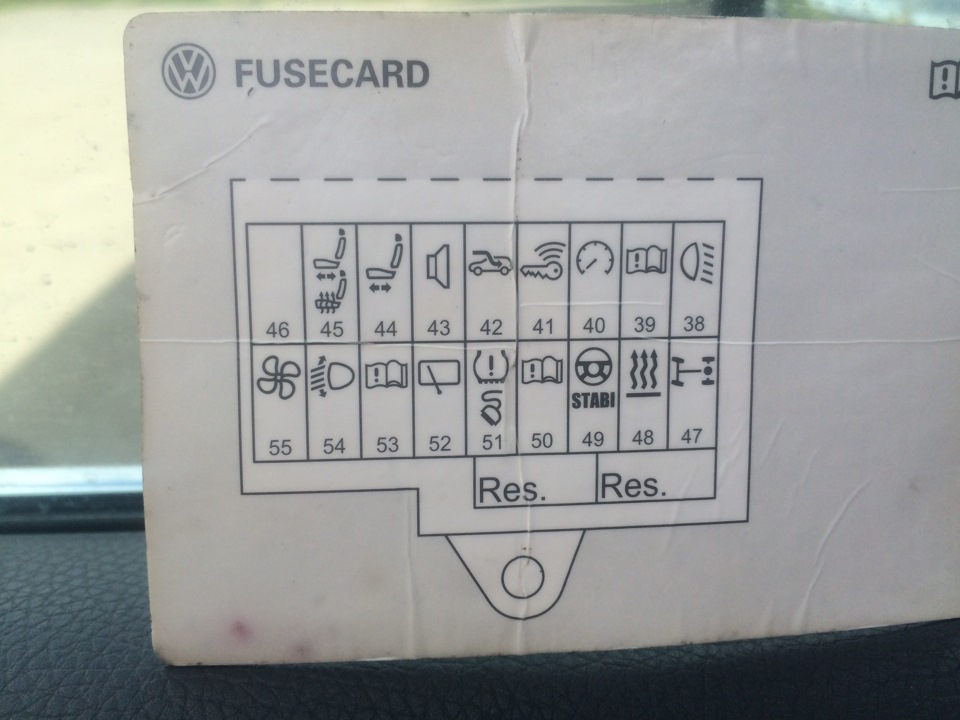 FUSECARD
46 45 44 43 42 41 40 39 38
STABI
55 54 53 52 51 50 49 48 47
Res. Res.